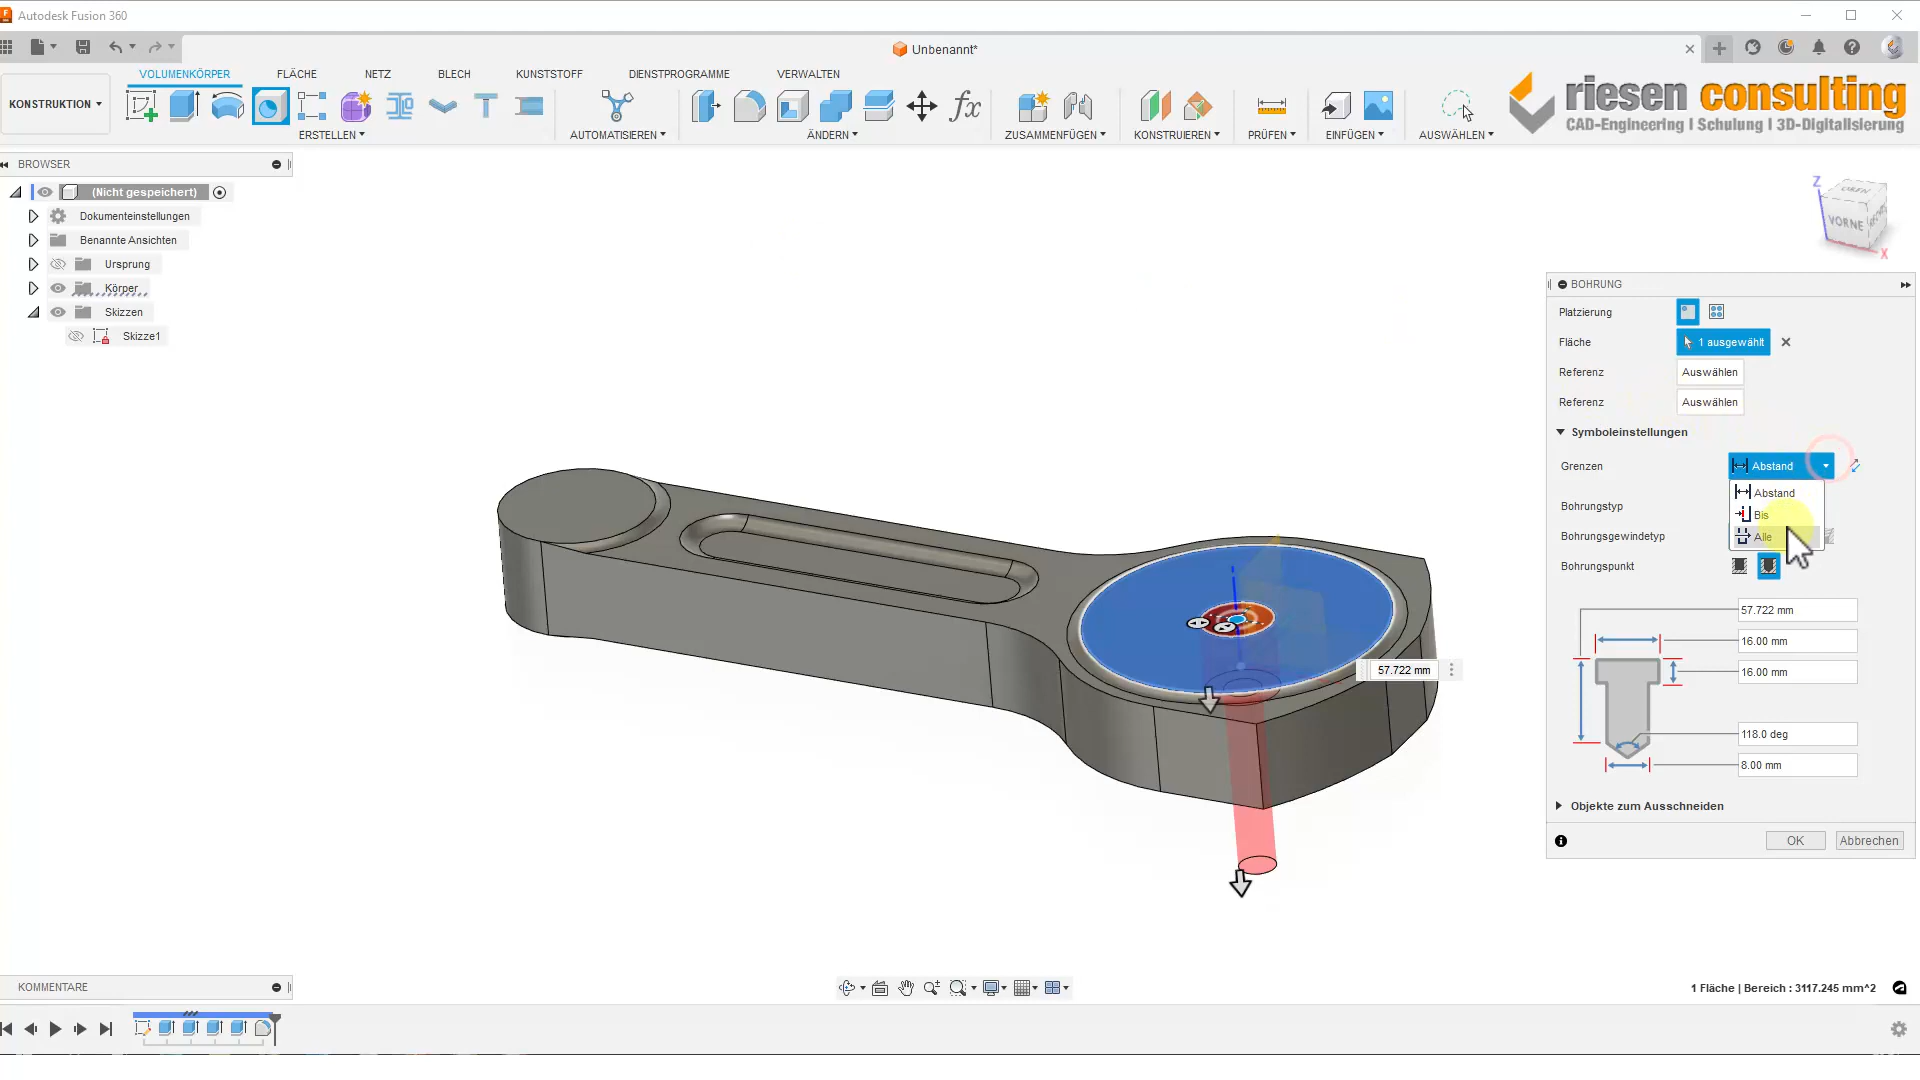 Autodesk Fusion 360
Unbenannt*
VOLUMENKÖRPER FLÄCHE NETZ BLECH KUNSTSTOFF DIENSTPROGRAMME VERWALTEN
riesen consulting
CAD-Engineering I Schulung I 3D-Digitalisierung
KONSTRUKTION
fx
ERSTELLEN AUTOMATISIEREN ÄNDERN ZUSAMMENFÜGEN KONSTRUIEREN PRÜFEN EINFÜGEN AUSWÄHLEN
BROWSER
(Nicht gespeichert)
Dokumenteinstellungen
Benannte Ansichten
Ursprung
Körper
Skizzen
Skizze1
Z
OBEN
VORNE
X
BOHRUNG
Platzierung
Fläche 1 ausgewählt
Referenz Auswählen
Referenz Auswählen
Symboleinstellungen
Grenzen Abstand
Abstand
Bis
Alle
Bohrungstyp
Bohrungsgewindetyp
Bohrungspunkt
57.722 mm
16.00 mm
16.00 mm
118.0 deg
8.00 mm
Objekte zum Ausschneiden
OK Abbrechen
57.722 mm
KOMMENTARE
1 Fläche | Bereich : 3117.245 mm^2